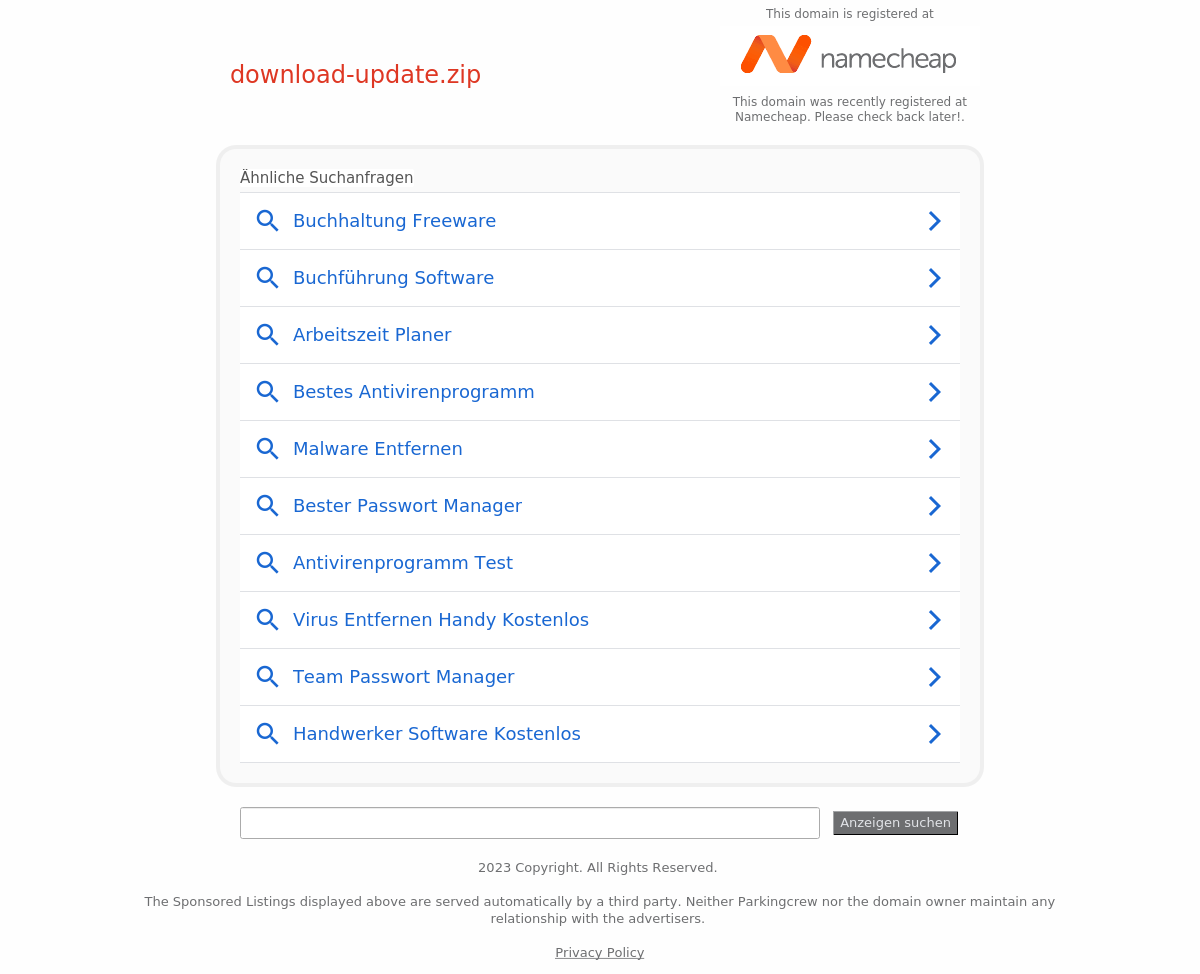 This domain is registered at
namecheap
download-update.zip
This domain was recently registered at
Namecheap. Please check back later!.
Ähnliche Suchanfragen
Buchhaltung Freeware
Buchführung Software
Arbeitszeit Planer
Bestes Antivirenprogramm
Malware Entfernen
Bester Passwort Manager
Antivirenprogramm Test
Virus Entfernen Handy Kostenlos
Team Passwort Manager
Handwerker Software Kostenlos
Anzeigen suchen
2023 Copyright. All Rights Reserved.
The Sponsored Listings displayed above are served automatically by a third party. Neither Parkingcrew nor the domain owner maintain any
relationship with the advertisers.
Privacy Policy